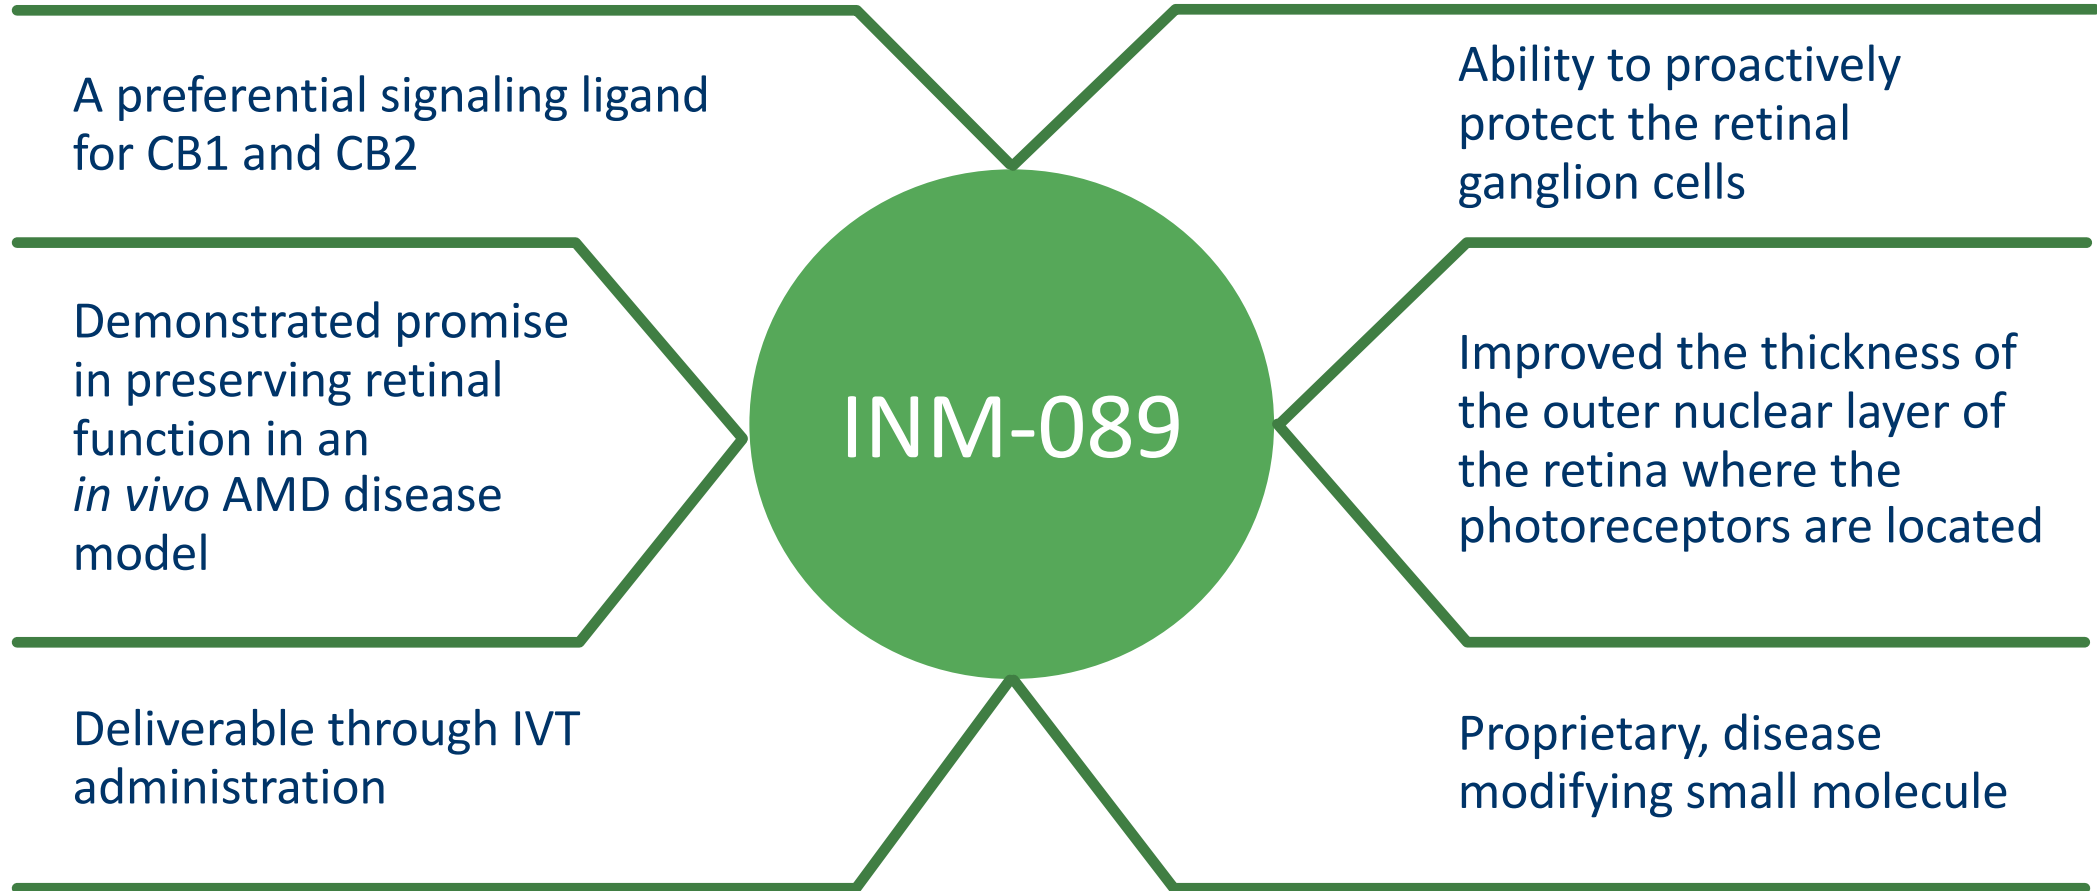 A preferential signaling ligand
for CB1 and CB2
Demonstrated promise
in preserving retinal
function in an
in vivo AMD disease
model
Deliverable through IVT
administration
INM-089
Ability to proactively
protect the retinal
ganglion cells
Improved the thickness of
the outer nuclear layer of
the retina where the
photoreceptors are located
Proprietary, disease
modifying small molecule